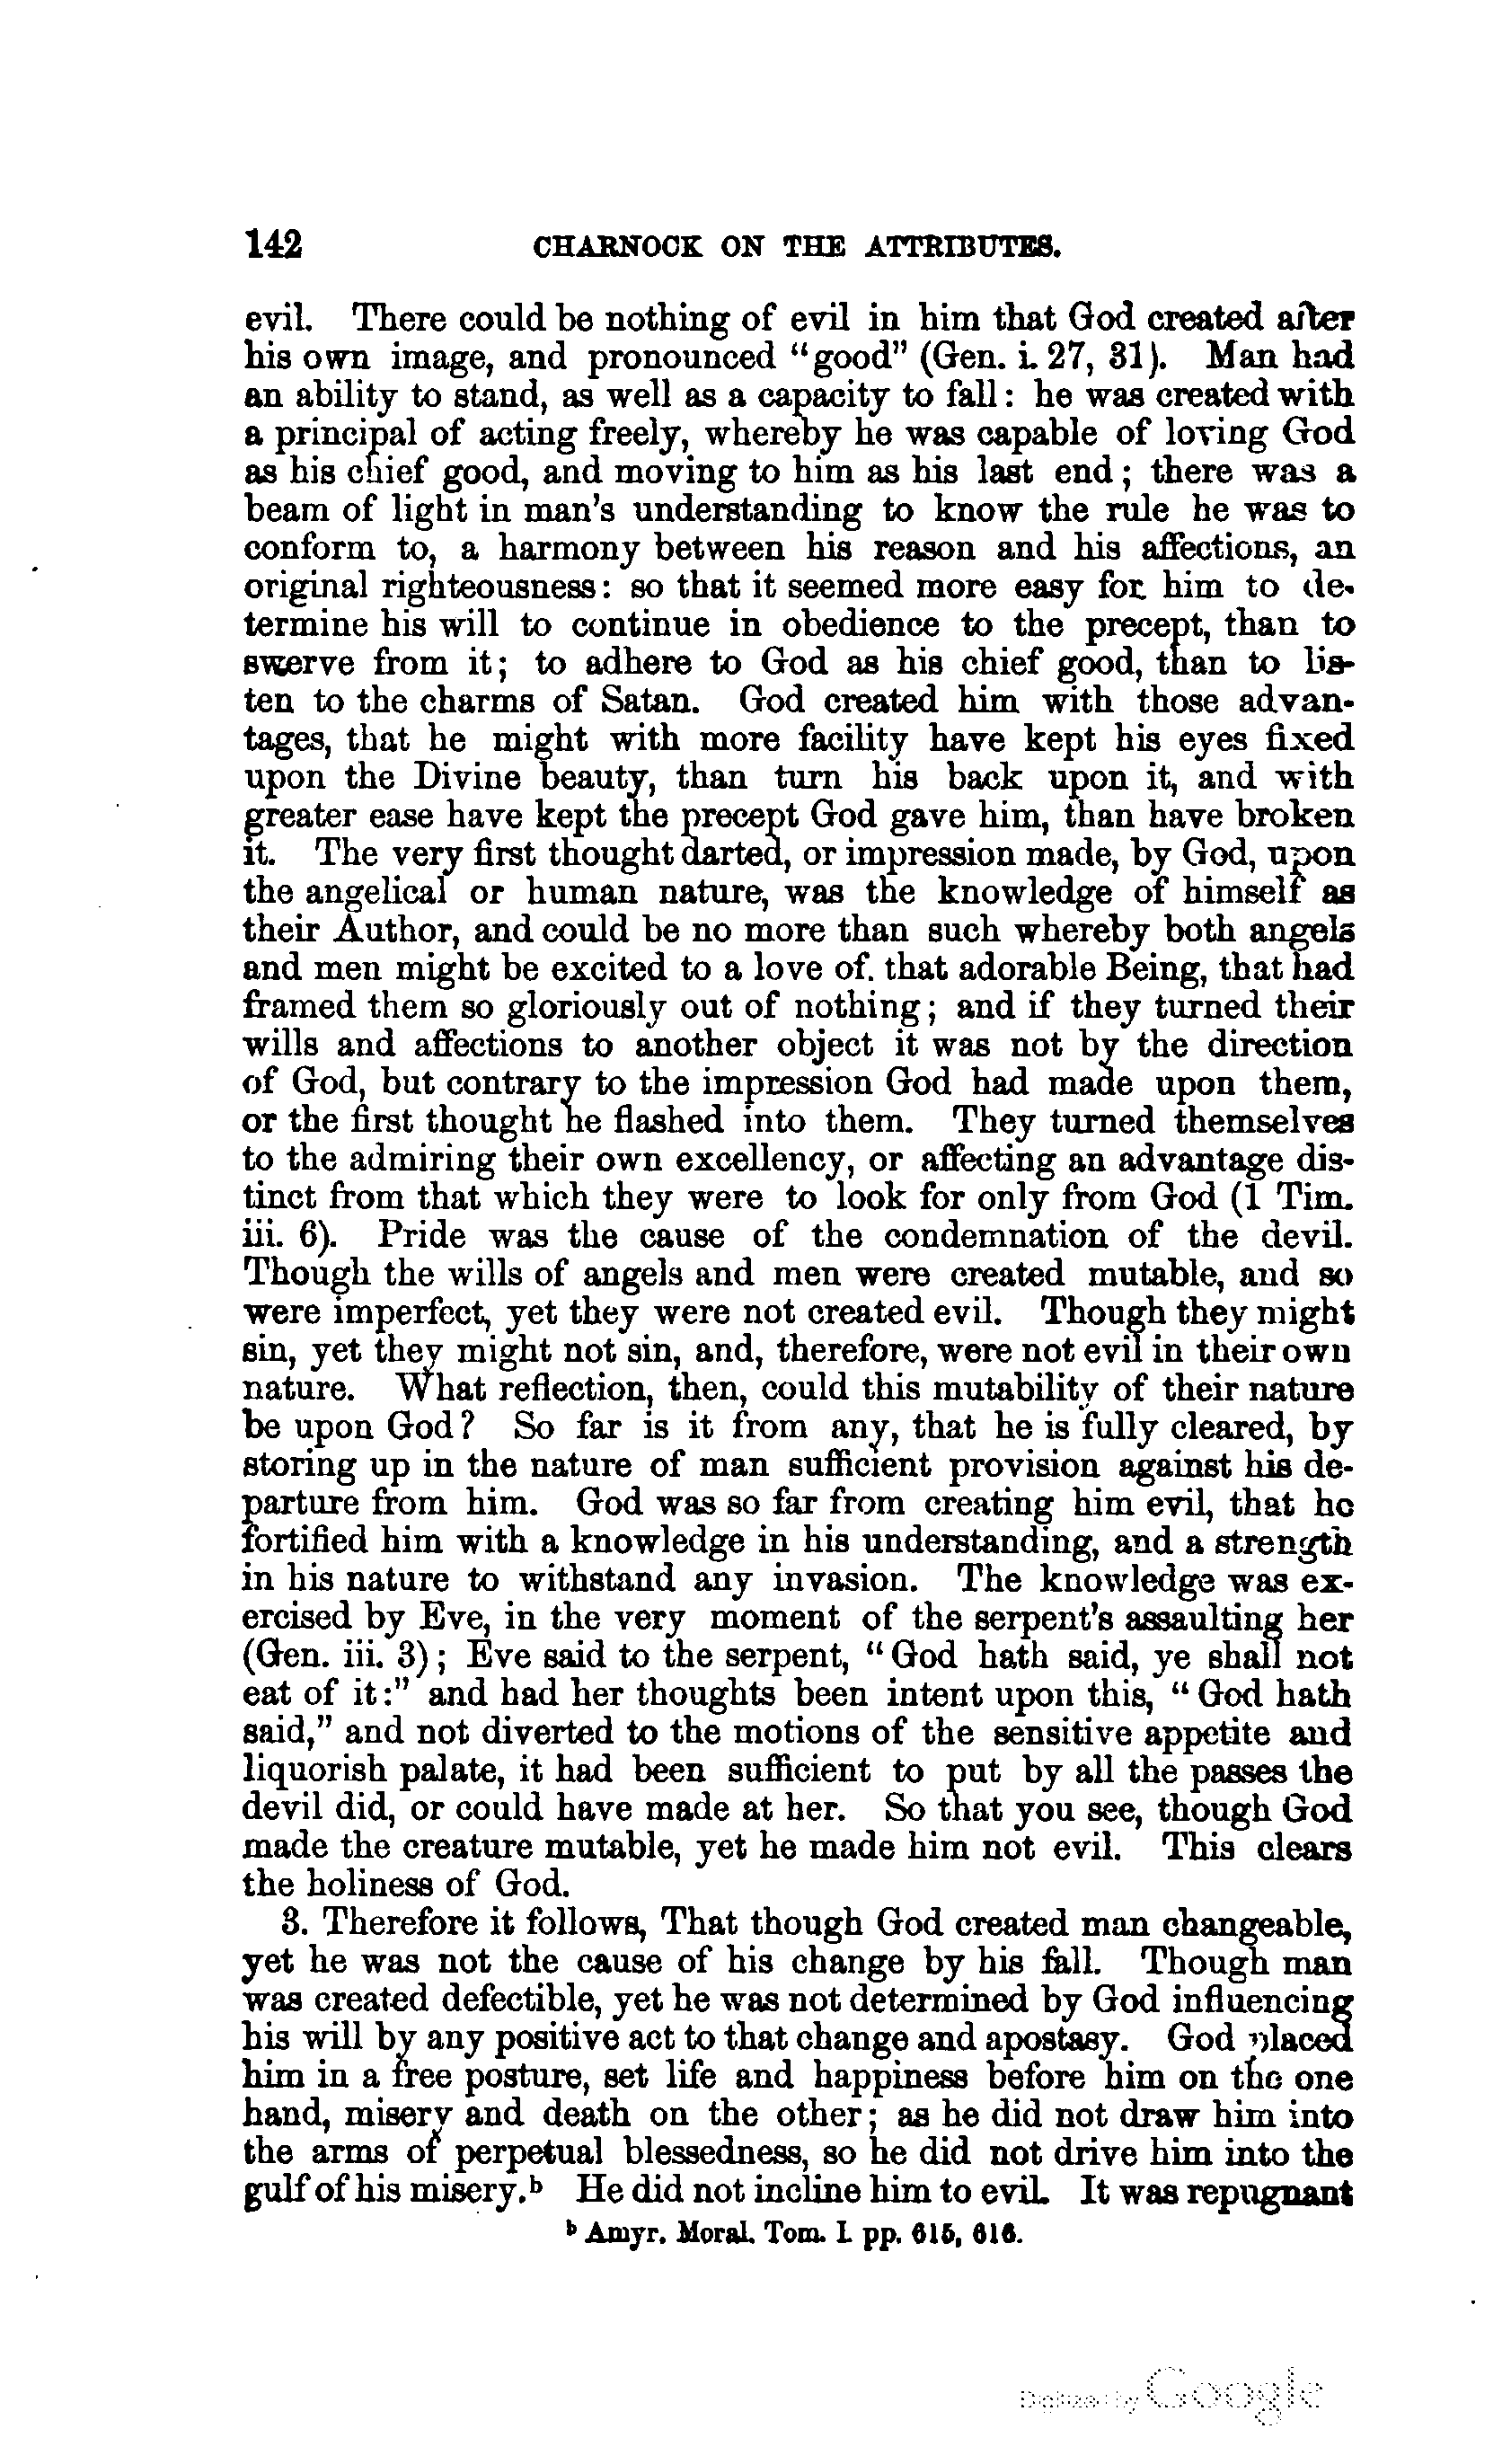 142 CHARNOCK ON THE ATTRIBUTES.
evil. There could be nothing of evil in him that God created after
his own image, and pronounced "good" (Gen. i. 27, 31). Man had
an ability to stand, as well as a capacity to fall: he was created with
a principal of acting freely, whereby he was capable of loving God
as his chief good, and moving to him as his last end; there was a
beam of light in man's understanding to know the rule he was to
conform to, a harmony between his reason and his affections, an
original righteousness: so that it seemed more easy for him to de-
termine his will to continue in obedience to the precept, than to
swerve from it; to adhere to God as his chief good, than to lis-
ten to the charms of Satan. God created him with those advan-
tages, that he might with more facility have kept his eyes fixed
upon the Divine beauty, than turn his back upon it, and with
greater ease have kept the precept God gave him, than have broken
it. The very first thought darted, or impression made, by God, upon
the angelical or human nature, was the knowledge of himself as
their Author, and could be no more than such whereby both angels
and men might be excited to a love of. that adorable Being, that had
framed them so gloriously out of nothing; and if they turned their
wills and affections to another object it was not by the direction
of God, but contrary to the impression God had made upon them,
or the first thought he flashed into them. They turned themselves
to the admiring their own excellency, or affecting an advantage dis-
tinct from that which they were to look for only from God (1 Tim.
iii. 6). Pride was the cause of the condemnation of the devil.
Though the wills of angels and men were created mutable, and so
were imperfect, yet they were not created evil. Though they might
sin, yet they might not sin, and, therefore, were not evil in their own
nature. What reflection, then, could this mutability of their nature
be upon God? So far is it from any, that he is fully cleared, by
storing up in the nature of man sufficient provision against his de-
parture from him. God was so far from creating him evil, that he
fortified him with a knowledge in his understanding, and a strength
in his nature to withstand any invasion. The knowledge was ex-
ercised by Eve, in the very moment of the serpent's assaulting her
(Gen. iii. 3); Eve said to the serpent, "God hath said, ye shall not
eat of it:" and had her thoughts been intent upon this, "God hath
said," and not diverted to the motions of the sensitive appetite and
liquorish palate, it had been sufficient to put by all the passes the
devil did, or could have made at her. So that you see, though God
made the creature mutable, yet he made him not evil. This clears
the holiness of God.
3. Therefore it follows, That though God created man changeable,
yet he was not the cause of his change by his fall. Though man
was created defectible, yet he was not determined by God influencing
his will by any positive act to that change and apostasy. God placed
him in a free posture, set life and happiness before him on the one
hand, misery and death on the other; as he did not draw him into
the arms of perpetual blessedness, so he did not drive him into the
gulf of his misery.ᵇ He did not incline him to evil. It was repugnant
ᵇ Amyr. Moral. Tom. I. pp. 615, 616.
Digitized by Google